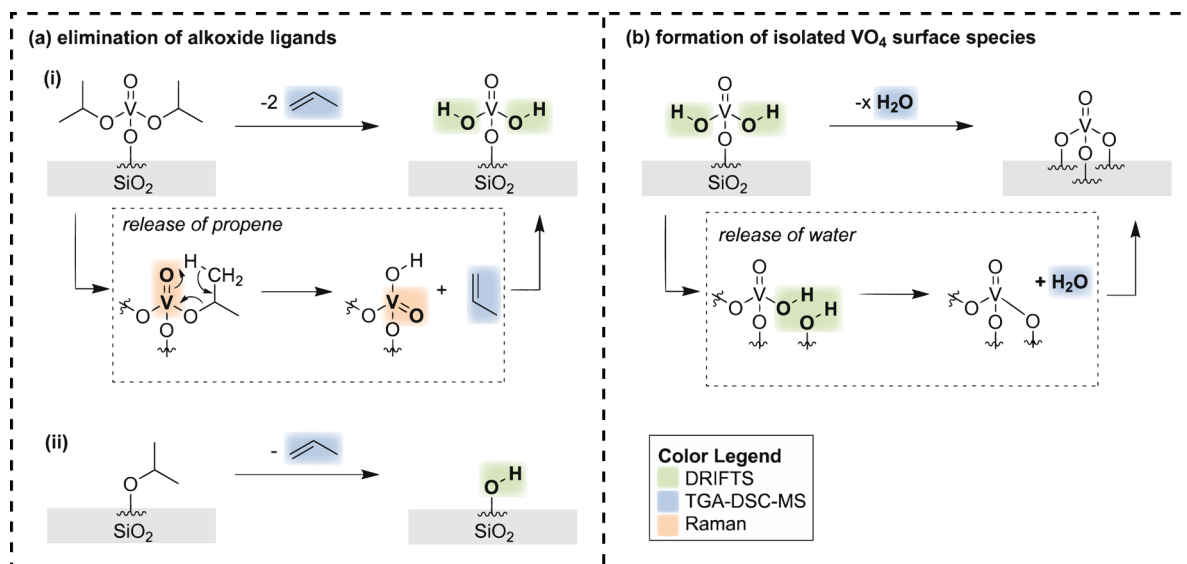 (a) elimination of alkoxide ligands
(i)
O
V
O O
O
SiO2
-2
O
H H
V
O O
O
SiO2
release of propene
H
O CH2
V
O O
O
O H
V
O O
O
+
(ii)
O
SiO2
-
H
O
SiO2
(b) formation of isolated VO4 surface species
O
H H
V
O O
O
SiO2
-x H2O
O
V
O O
O
SiO2
release of water
O
V H
O O H
O O
O
V
O O O
+ H2O
Color Legend
DRIFTS
TGA-DSC-MS
Raman